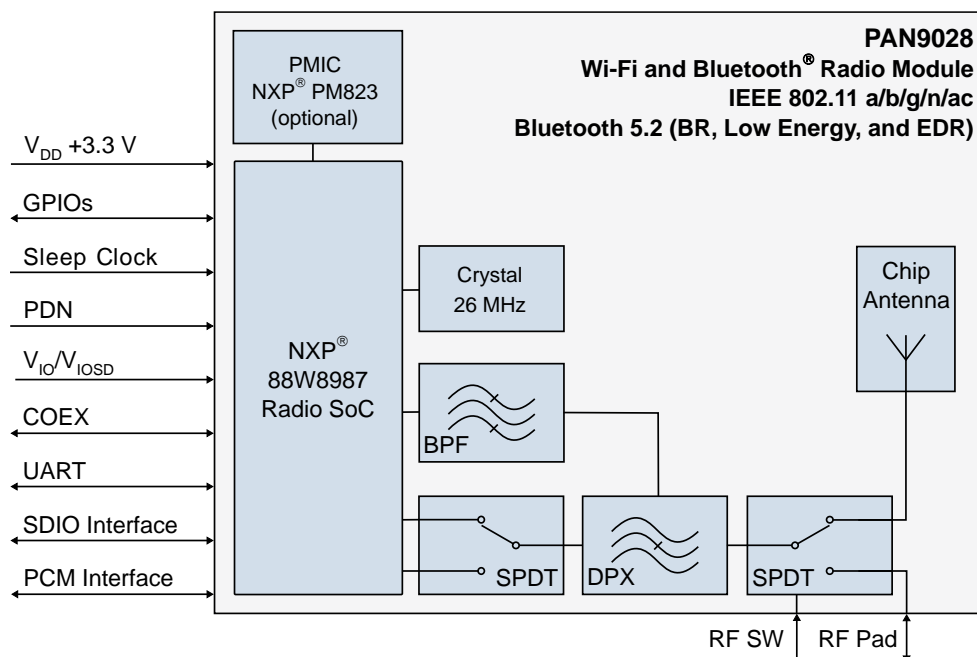 PAN9028
Wi-Fi and Bluetooth® Radio Module
IEEE 802.11 a/b/g/n/ac
Bluetooth 5.2 (BR, Low Energy, and EDR)
PMIC
NXP® PM823
(optional)
VDD +3.3 V
GPIOs
Sleep Clock
PDN
VIO/VIOSD
COEX
UART
SDIO Interface
PCM Interface
NXP®
88W8987
Radio SoC
Crystal
26 MHz
Chip
Antenna
BPF
SPDT
DPX
SPDT
RF SW
RF Pad